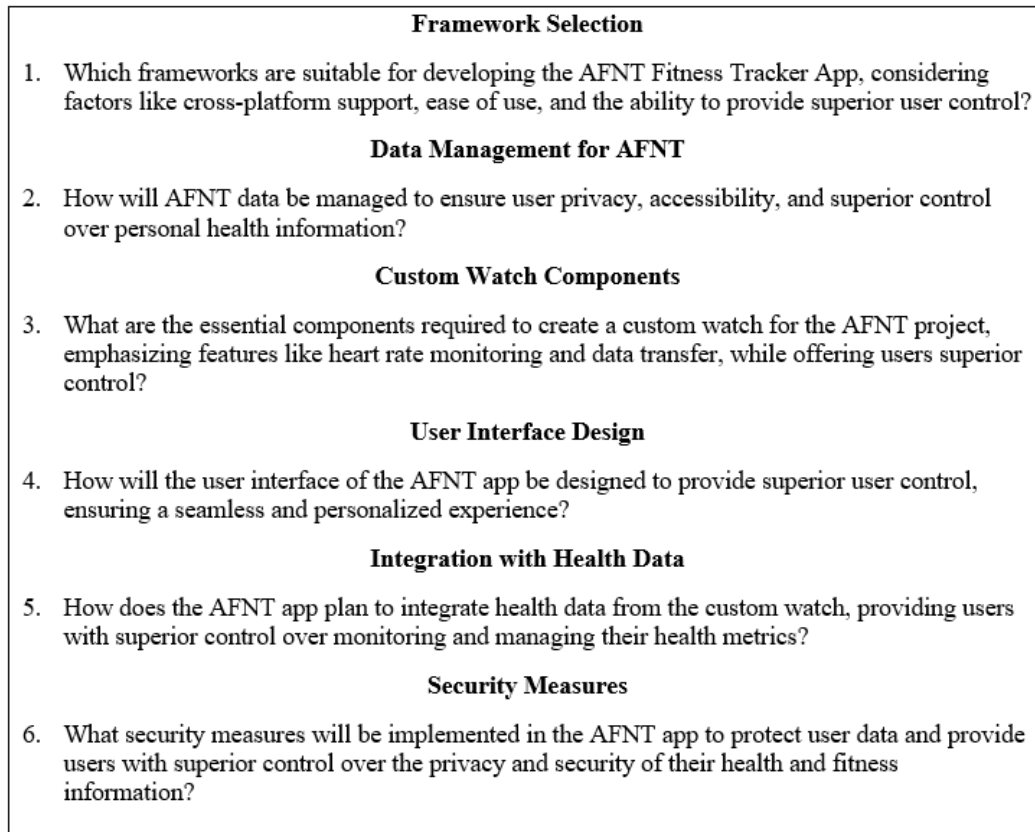 Framework Selection
1. Which frameworks are suitable for developing the AFNT Fitness Tracker App, considering
factors like cross-platform support, ease of use, and the ability to provide superior user control?
Data Management for AFNT
2. How will AFNT data be managed to ensure user privacy, accessibility, and superior control
over personal health information?
Custom Watch Components
3. What are the essential components required to create a custom watch for the AFNT project,
emphasizing features like heart rate monitoring and data transfer, while offering users superior
control?
User Interface Design
4. How will the user interface of the AFNT app be designed to provide superior user control,
ensuring a seamless and personalized experience?
Integration with Health Data
5. How does the AFNT app plan to integrate health data from the custom watch, providing users
with superior control over monitoring and managing their health metrics?
Security Measures
6. What security measures will be implemented in the AFNT app to protect user data and provide
users with superior control over the privacy and security of their health and fitness
information?